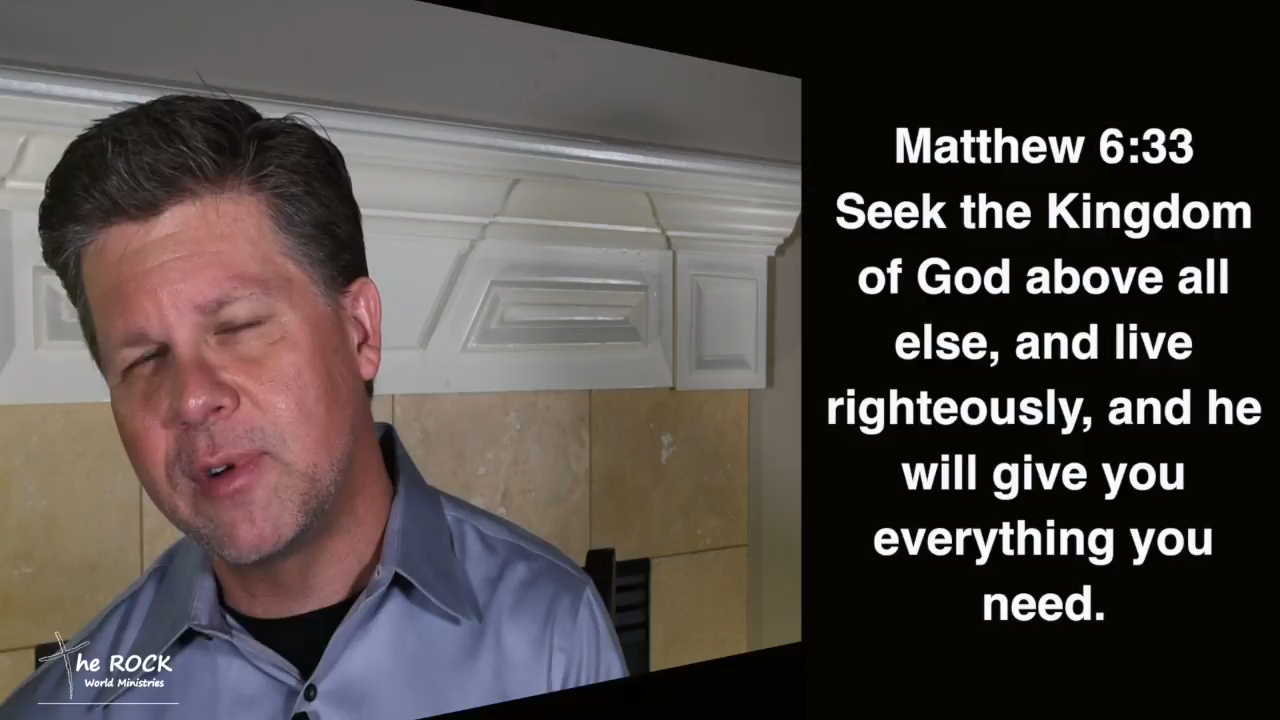 Matthew 6:33
Seek the Kingdom
of God above all
else, and live
righteously, and he
will give you
everything you
need.
The ROCK
World Ministries